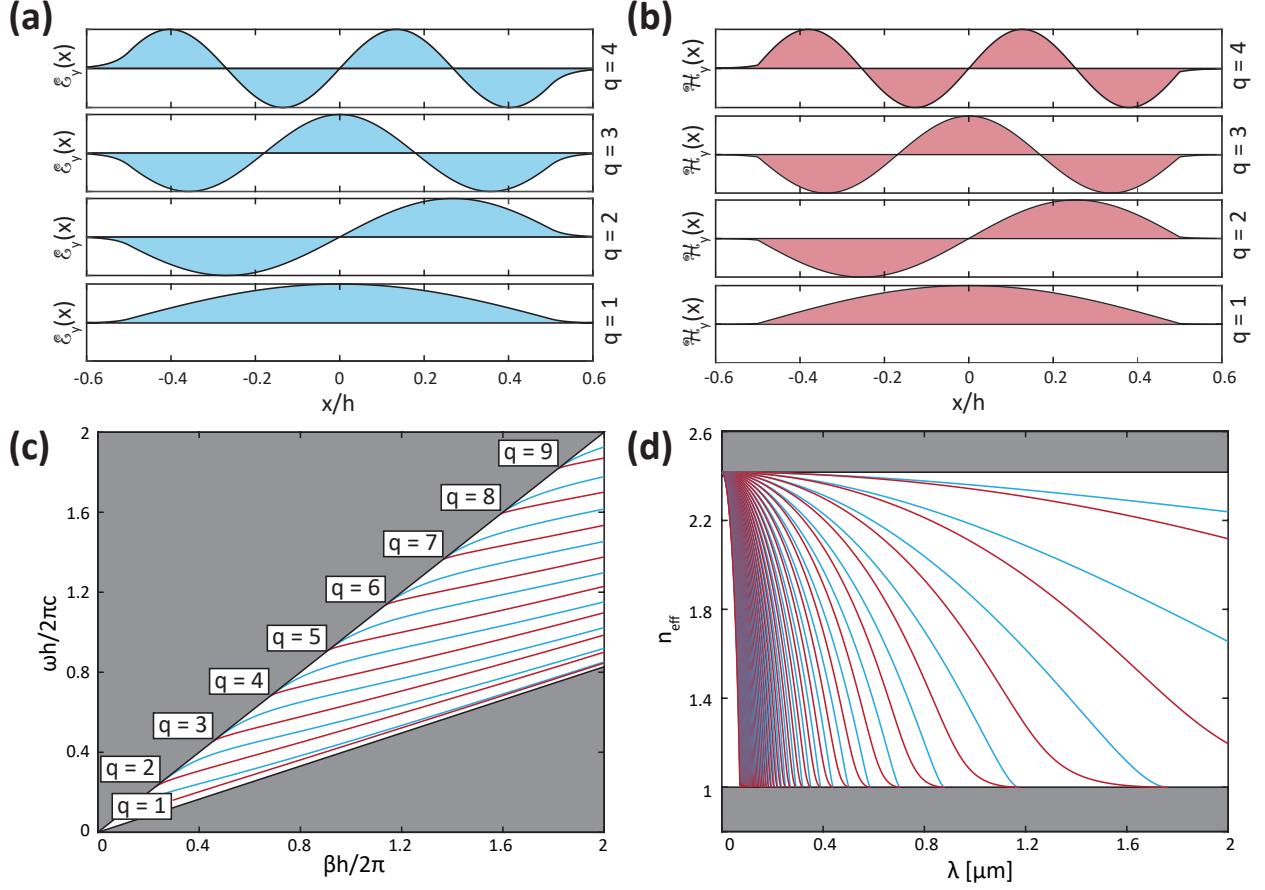 (a)
ℰy(x)
q = 4
ℰy(x)
q = 3
ℰy(x)
q = 2
ℰy(x)
q = 1
-0.6 -0.4 -0.2 0 0.2 0.4 0.6
x/h
(b)
ℋy(x)
q = 4
ℋy(x)
q = 3
ℋy(x)
q = 2
ℋy(x)
q = 1
-0.6 -0.4 -0.2 0 0.2 0.4 0.6
x/h
(c)
ωh/2πc
2
1.6
1.2
0.8
0.4
0
q = 9
q = 8
q = 7
q = 6
q = 5
q = 4
q = 3
q = 2
q = 1
0 0.4 0.8 1.2 1.6 2
βh/2π
(d)
neff
2.6
2.2
1.8
1.4
1
0 0.4 0.8 1.2 1.6 2
λ [μm]